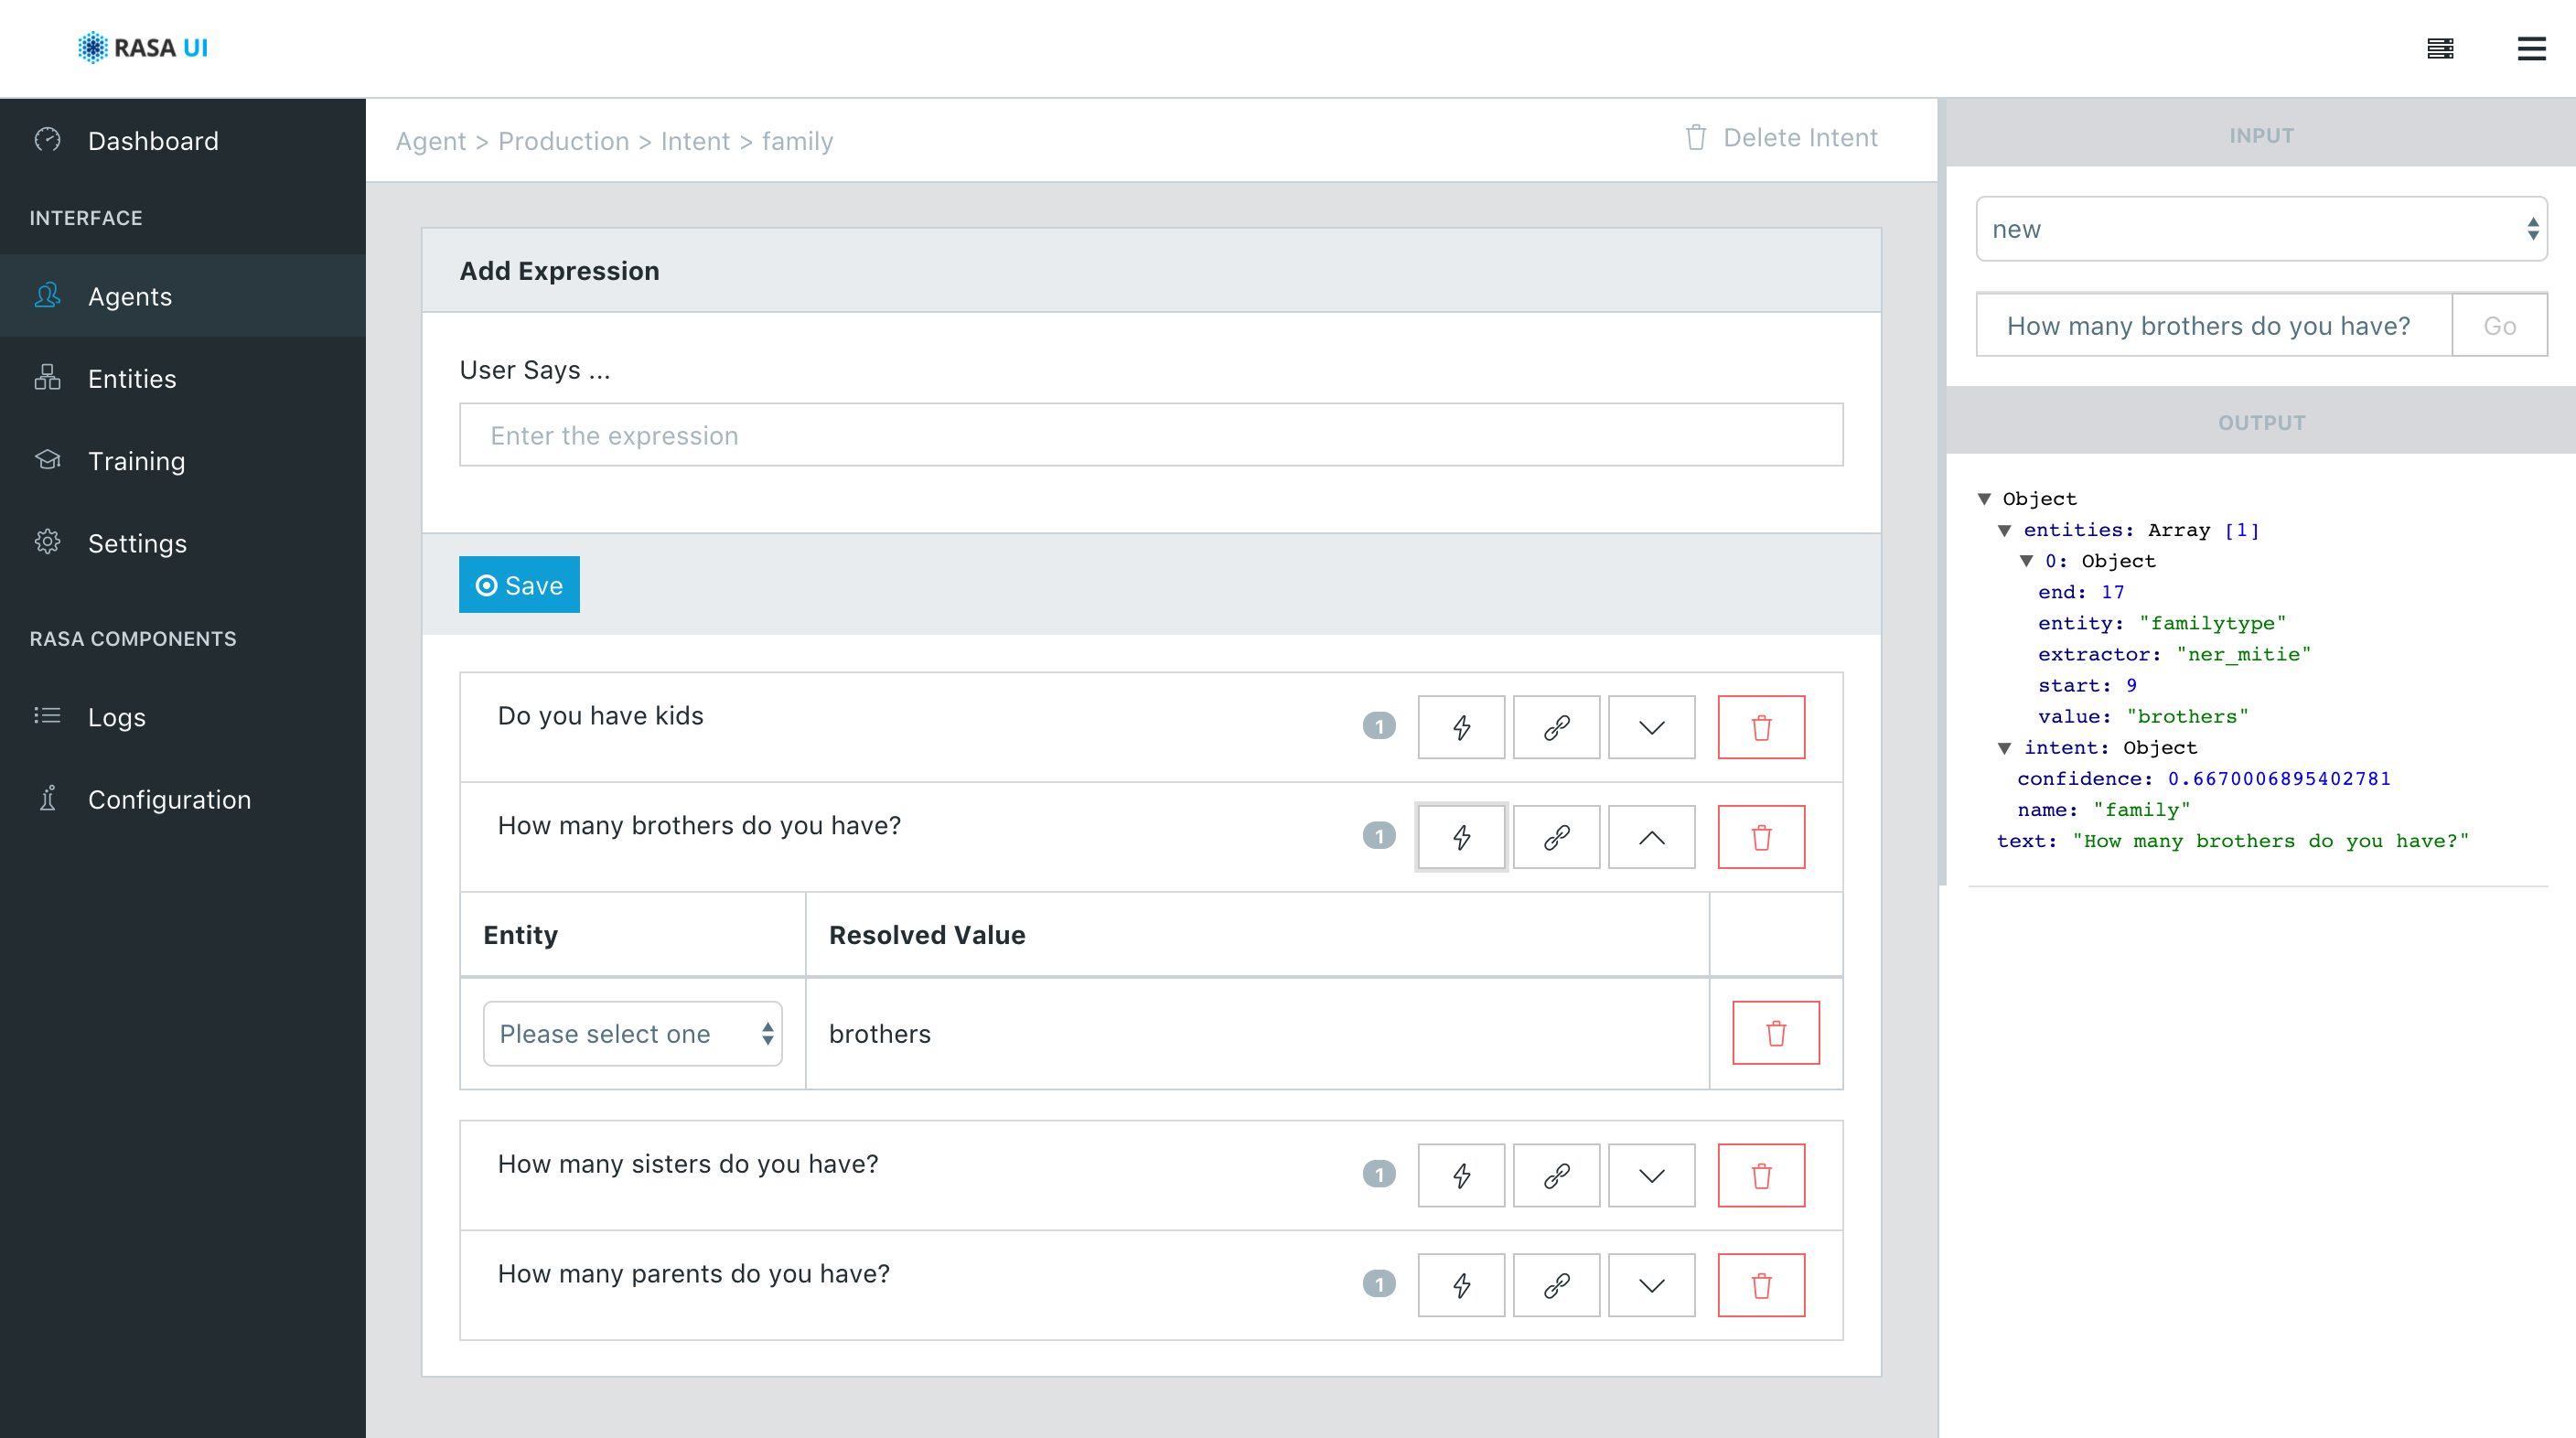 RASA UI
Dashboard
INTERFACE
Agents
Entities
Training
Settings
RASA COMPONENTS
Logs
Configuration
Agent > Production > Intent > family
Delete Intent
Add Expression
User Says ...
Enter the expression
Save
Do you have kids
1
How many brothers do you have?
1
Entity
Resolved Value
Please select one
brothers
How many sisters do you have?
1
How many parents do you have?
1
INPUT
new
How many brothers do you have?
Go
OUTPUT
Object
entities: Array [1]
0: Object
end: 17
entity: "familytype"
extractor: "ner_mitie"
start: 9
value: "brothers"
intent: Object
confidence: 0.6670006895402781
name: "family"
text: "How many brothers do you have?"